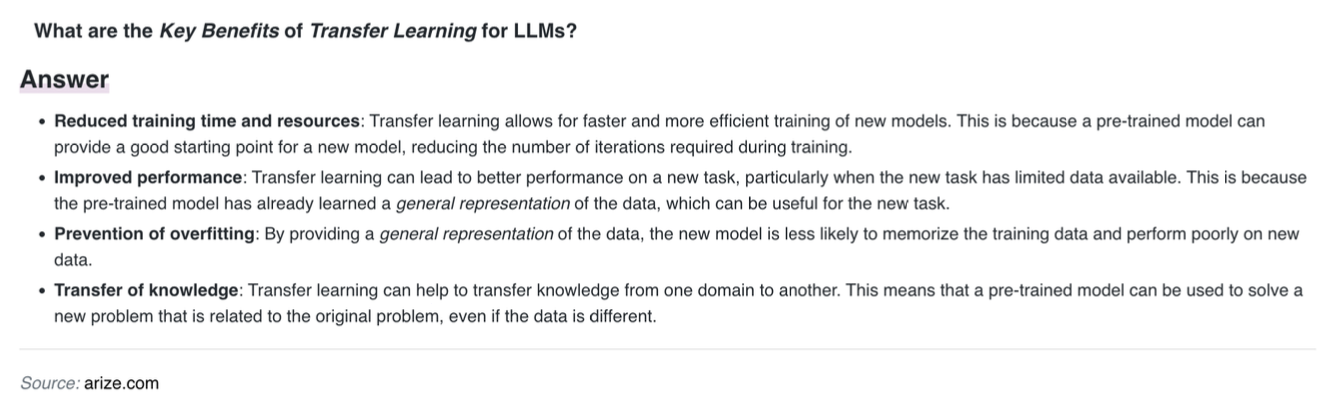 What are the Key Benefits of Transfer Learning for LLMs?
Answer
• Reduced training time and resources: Transfer learning allows for faster and more efficient training of new models. This is because a pre-trained model can
provide a good starting point for a new model, reducing the number of iterations required during training.
• Improved performance: Transfer learning can lead to better performance on a new task, particularly when the new task has limited data available. This is because
the pre-trained model has already learned a general representation of the data, which can be useful for the new task.
• Prevention of overfitting: By providing a general representation of the data, the new model is less likely to memorize the training data and perform poorly on new
data.
• Transfer of knowledge: Transfer learning can help to transfer knowledge from one domain to another. This means that a pre-trained model can be used to solve a
new problem that is related to the original problem, even if the data is different.
Source: arize.com